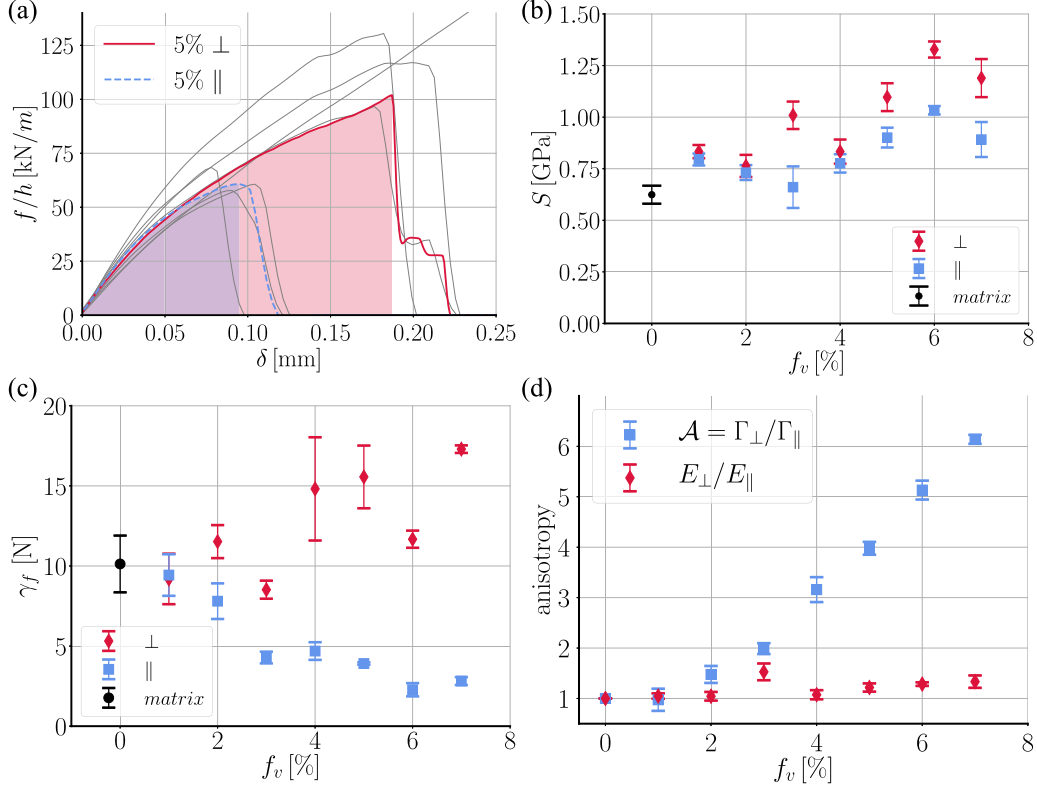 (a)
125
100
75
50
25
0
f/h [kN/m]
5% ⊥
5% ∥
0.00 0.05 0.10 0.15 0.20 0.25
δ [mm]
(b)
1.50
1.25
1.00
0.75
0.50
0.25
0.00
S [GPa]
⊥
∥
matrix
0 2 4 6 8
f_v [%]
(c)
20
15
10
5
0
γ_f [N]
⊥
∥
matrix
0 2 4 6 8
f_v [%]
(d)
6
5
4
3
2
1
anisotropy
𝒜 = Γ_⊥/Γ_∥
E_⊥/E_∥
0 2 4 6 8
f_v [%]